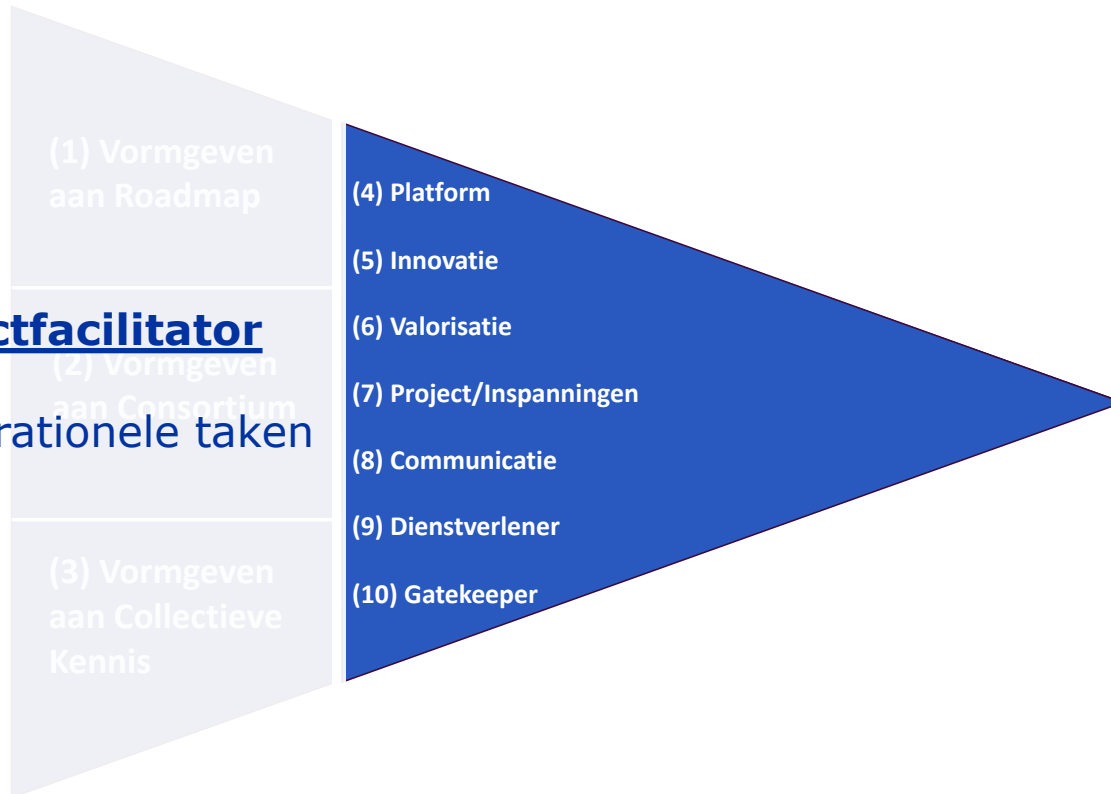 (1) Vormgeven
aan Roadmap
ctfacilitator
(2) Vormgeven
aan Consortium
rationele taken
(3) Vormgeven
aan Collectieve
Kennis
(4) Platform
(5) Innovatie
(6) Valorisatie
(7) Project/Inspanningen
(8) Communicatie
(9) Dienstverlener
(10) Gatekeeper